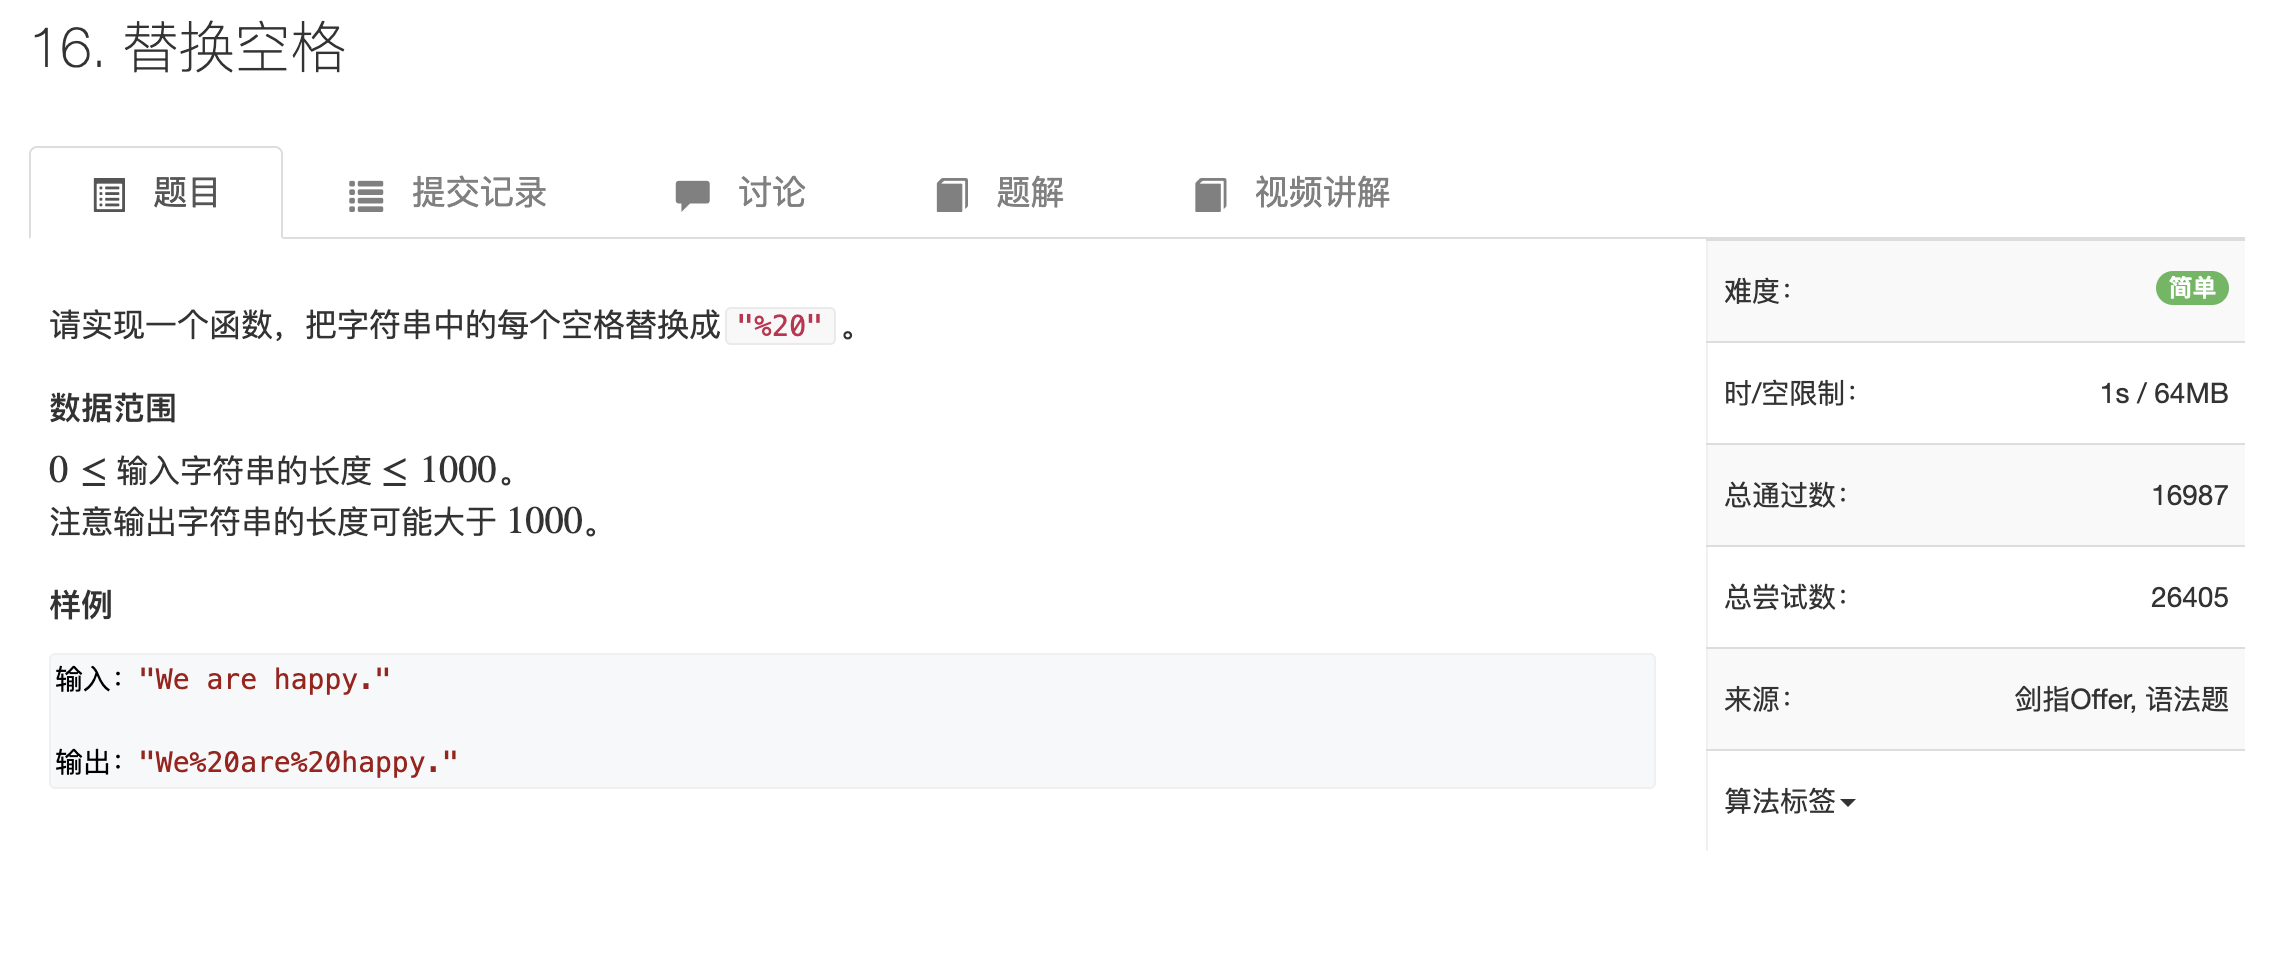 16. 替换空格
题目
提交记录
讨论
题解
视频讲解
请实现一个函数，把字符串中的每个空格替换成"%20"。
数据范围
0 ≤ 输入字符串的长度 ≤ 1000。
注意输出字符串的长度可能大于 1000。
样例
输入："We are happy."
输出："We%20are%20happy."
难度： 简单
时/空限制： 1s / 64MB
总通过数： 16987
总尝试数： 26405
来源： 剑指Offer, 语法题
算法标签